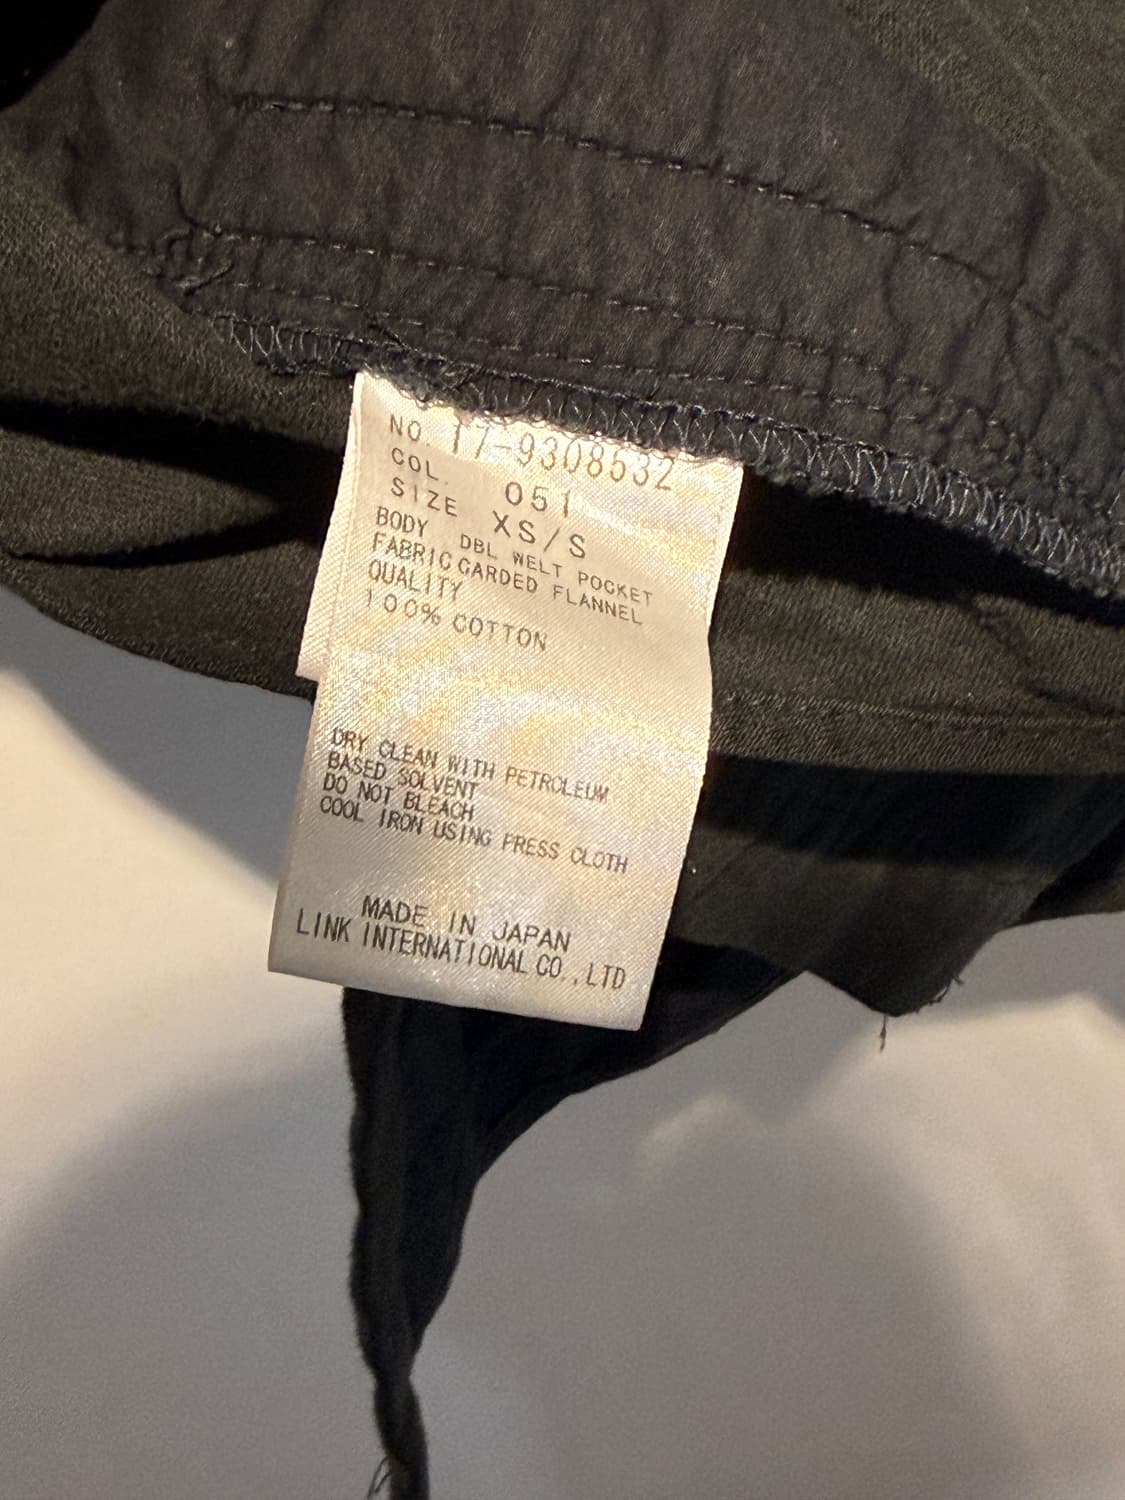 NO. 17-9308532
COL. 051
SIZE XS/S
BODY DBL WELT POCKET
FABRIC GARDED FLANNEL
QUALITY
100% COTTON
DRY CLEAN WITH PETROLEUM
BASED SOLVENT
DO NOT BLEACH
COOL IRON USING PRESS CLOTH
MADE IN JAPAN
LINK INTERNATIONAL CO.,LTD